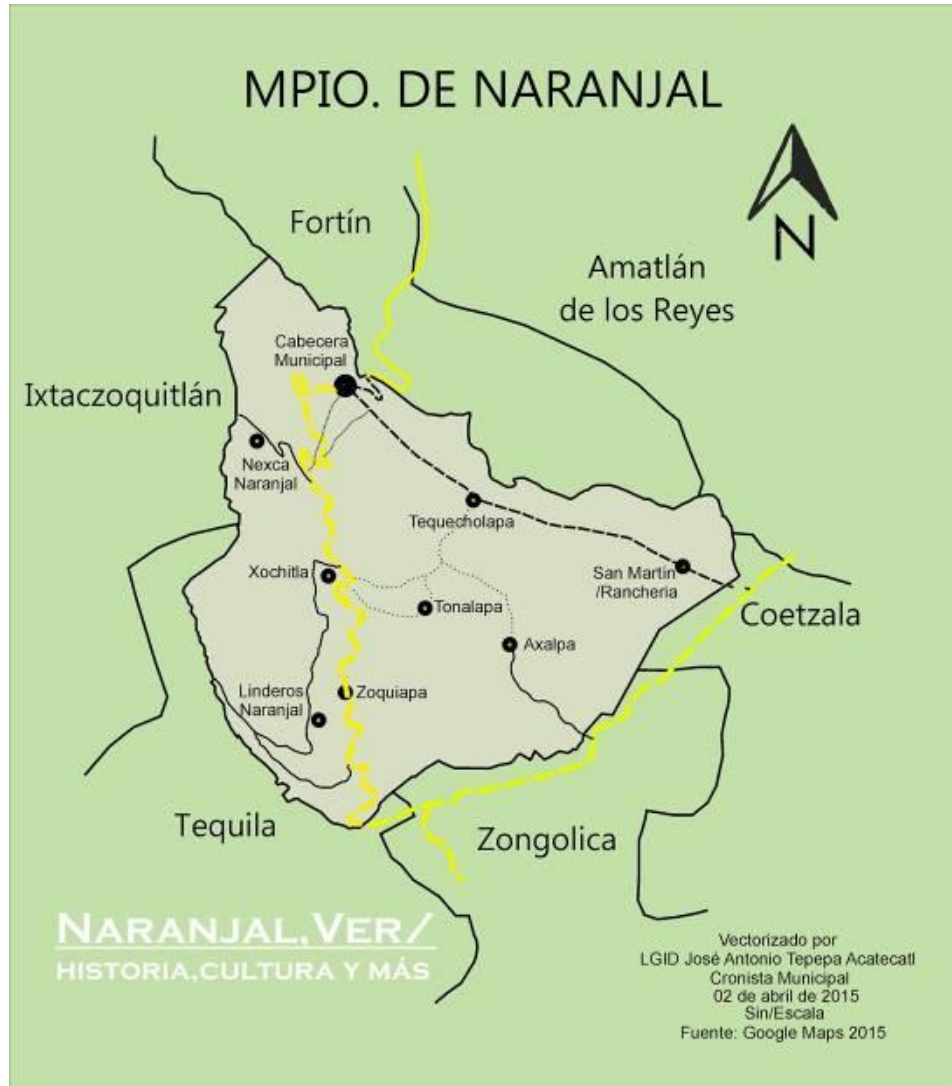 MPIO. DE NARANJAL
Fortín
N
Amatlán
de los Reyes
Cabecera
Municipal
Ixtaczoquitlán
Nexca
Naranjal
Tequecholapa
Xochitla
San Martín
/Rancheria
Tonalapa
Coetzala
Axalpa
Linderos
Naranjal
Zoquiapa
Tequila
Zongolica
NARANJAL,VER/
HISTORIA,CULTURA Y MÁS
Vectorizado por
LGID José Antonio Tepepa Acatecatl
Cronista Municipal
02 de abril de 2015
Sin/Escala
Fuente: Google Maps 2015